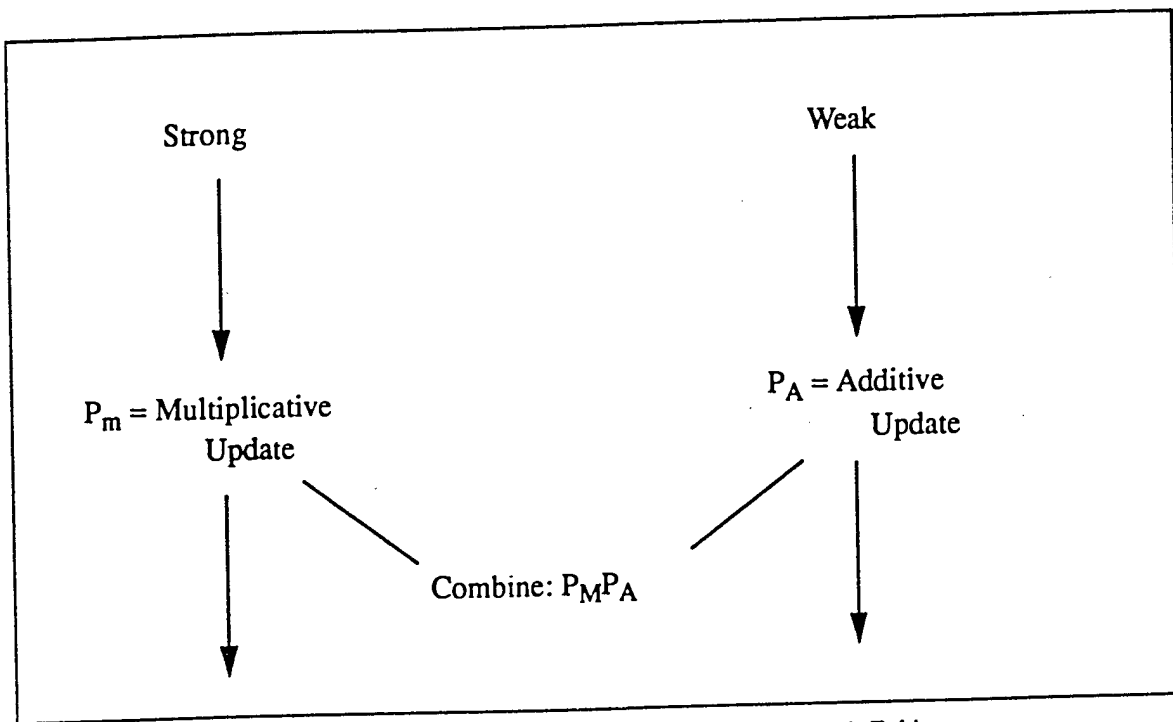 Strong
Weak
P_m = Multiplicative
Update
P_A = Additive
Update
Combine: P_MP_A